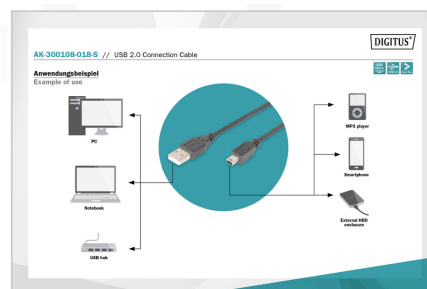 DIGITUS®
AK-300108-018-S // USB 2.0 Connection Cable
Anwendungsbeispiel
Example of use
PC
MP3 player
Smartphone
Notebook
External HDD
enclosure
USB hub